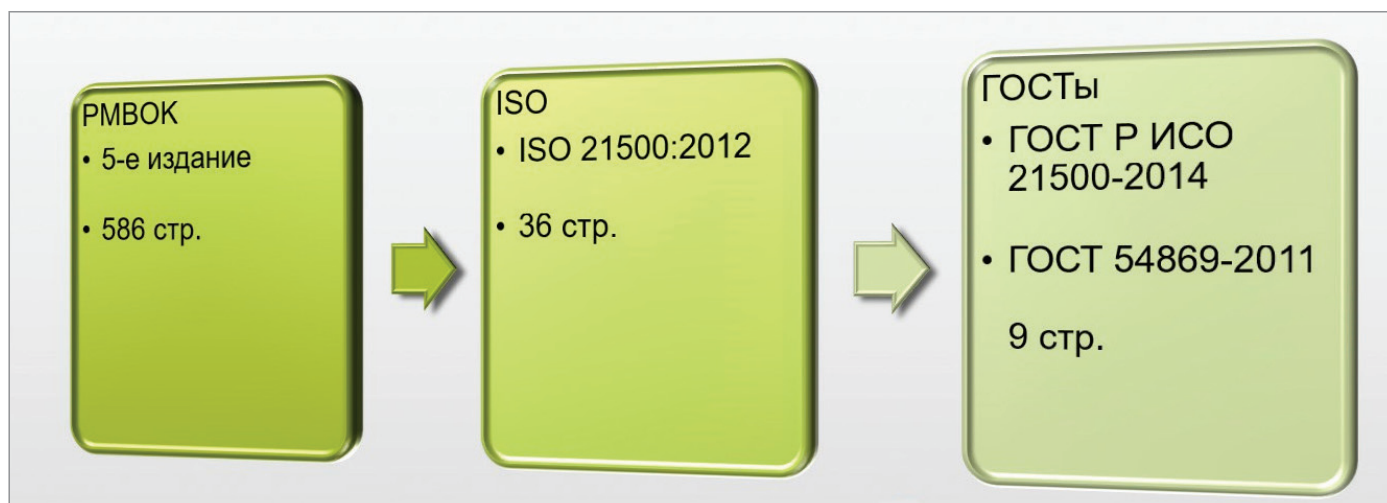 PMBOK
• 5-е издание
• 586 стр.
ISO
• ISO 21500:2012
• 36 стр.
ГОСТы
• ГОСТ Р ИСО
21500-2014
• ГОСТ 54869-2011
9 стр.